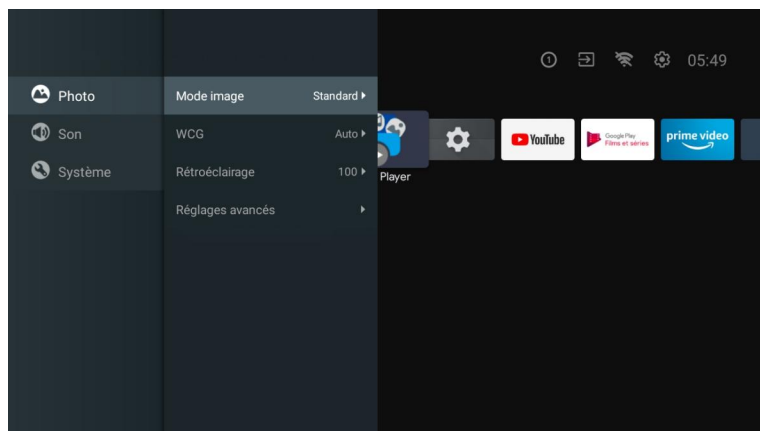 ① 05:49
Photo
Son
Système
Mode image Standard
WCG Auto
Rétroéclairage 100
Réglages avancés
Player
YouTube
Google Play
Films et séries
prime video